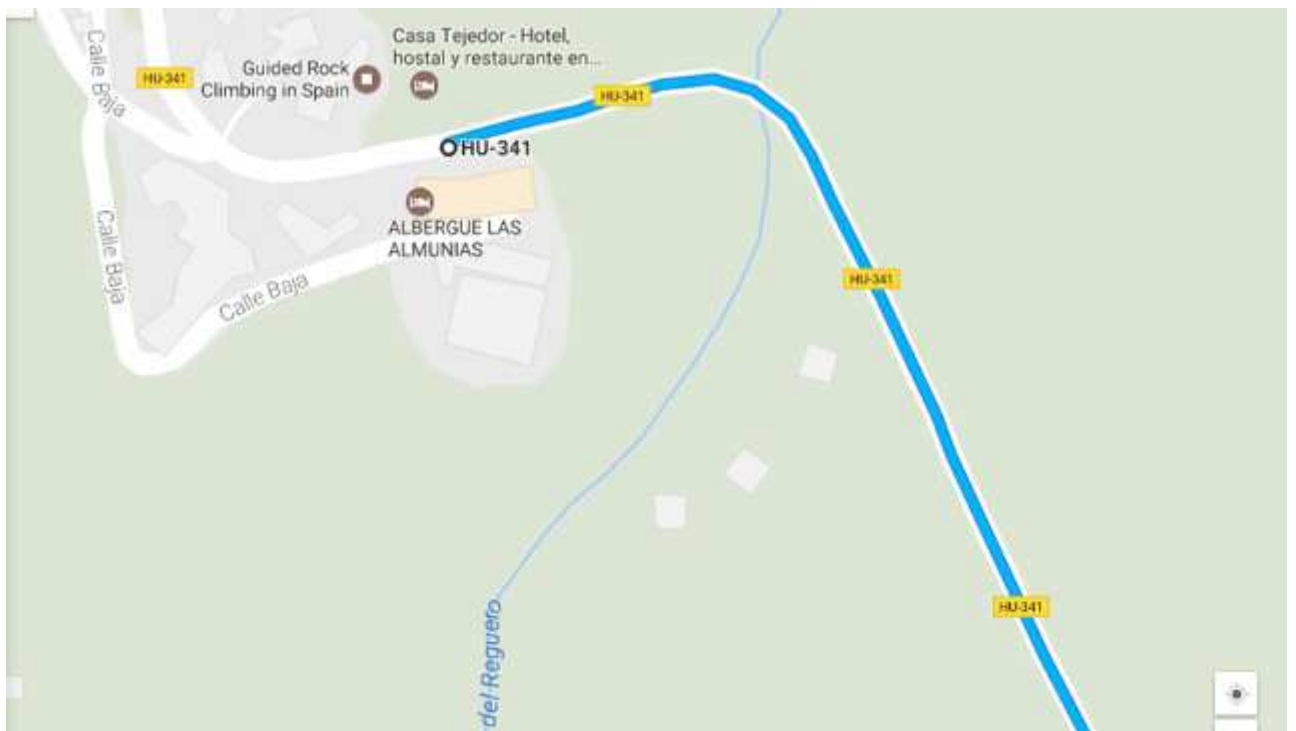 Casa Tejedor - Hotel,
hostal y restaurante en...
Calle Baja
HU-341
Guided Rock
Climbing in Spain
HU-341
HU-341
ALBERGUE LAS
ALMUNIAS
Calle Baja
Calle Baja
HU-341
HU-341
del Reguero